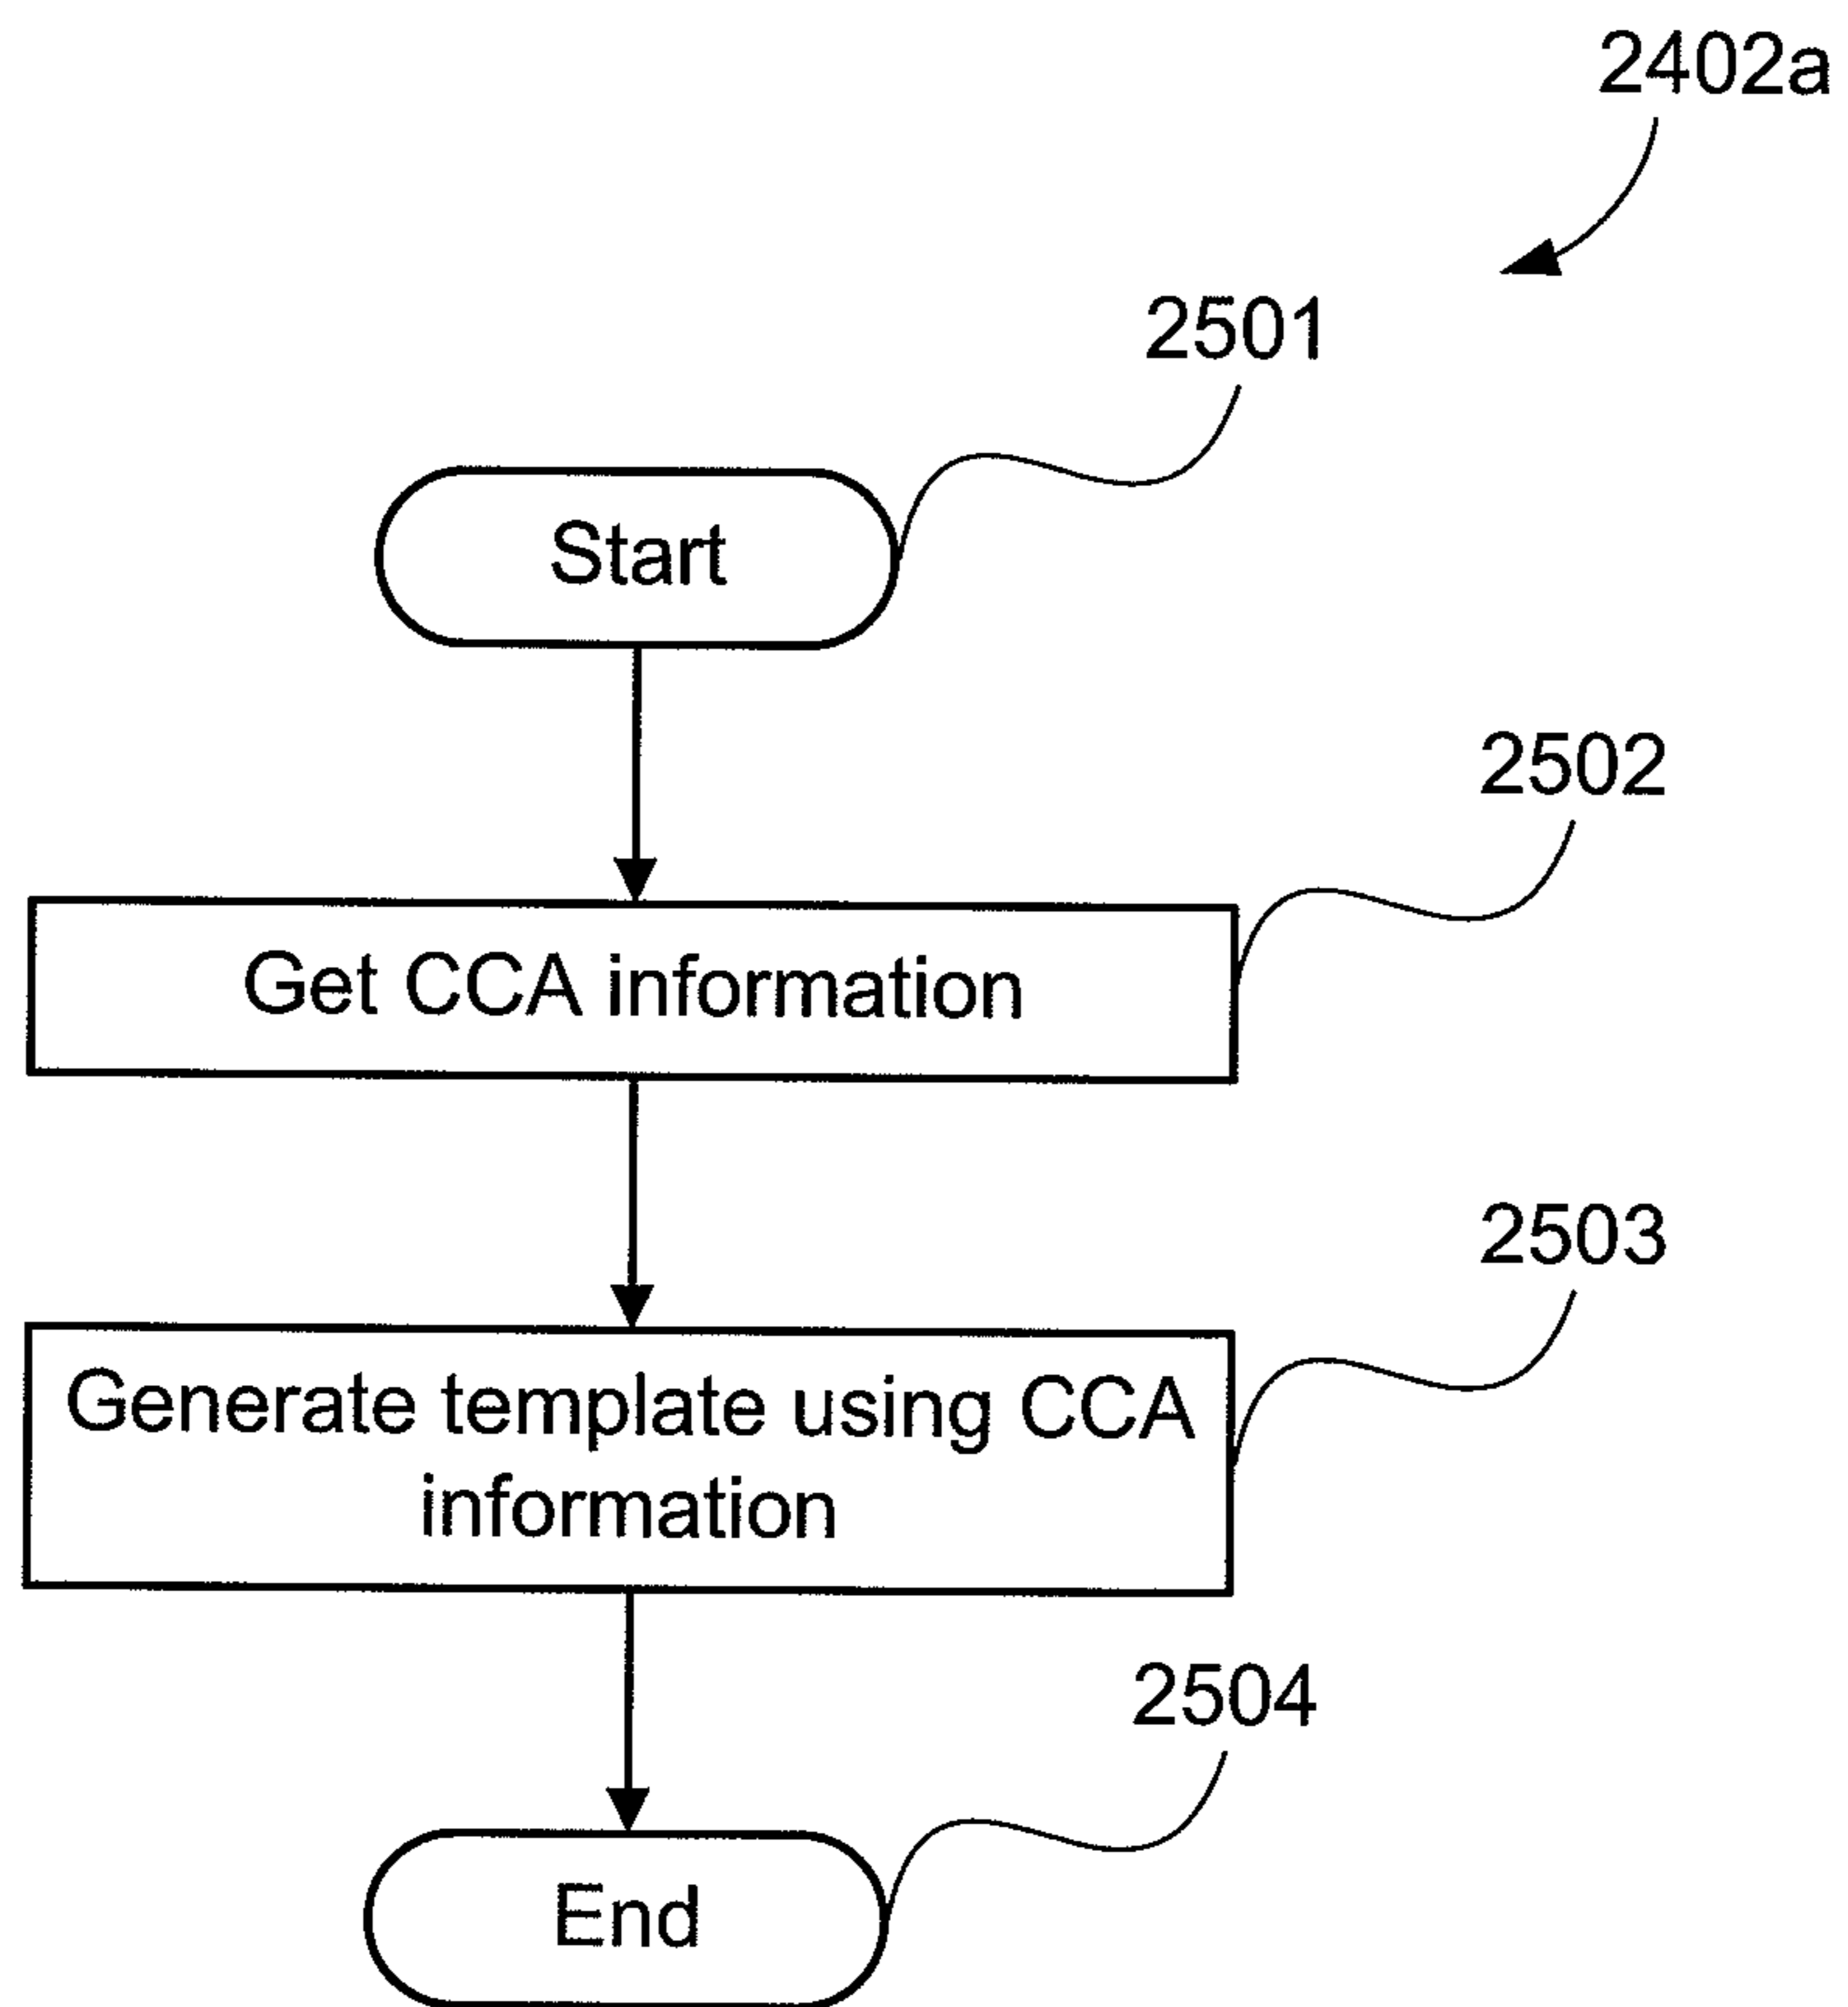 2402a
2501
Start
2502
Get CCA information
2503
Generate template using CCA
information
2504
End